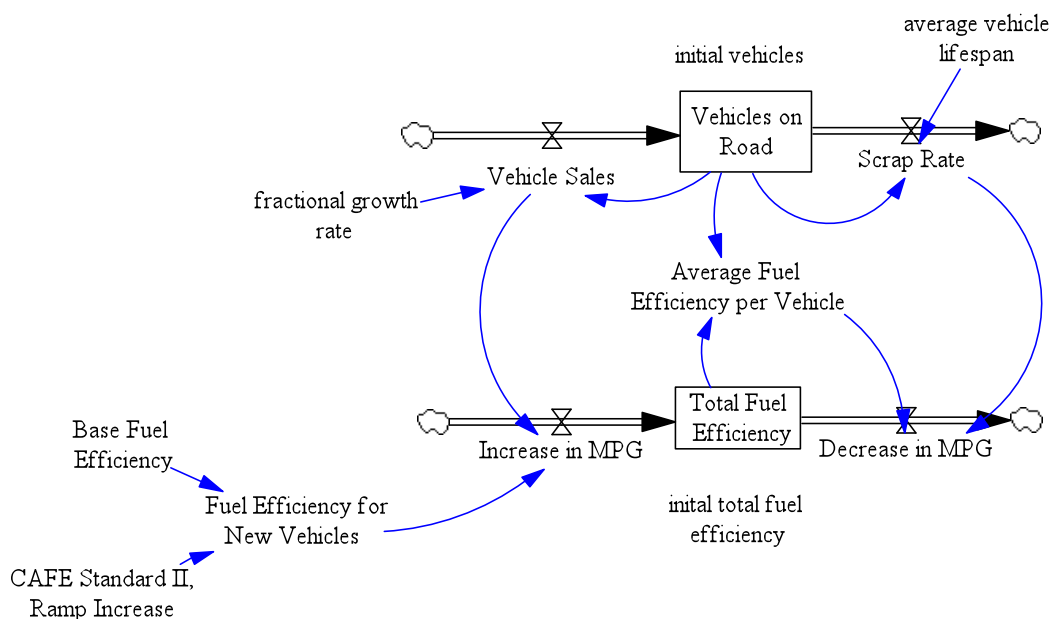 average vehicle
lifespan
initial vehicles
Vehicles on
Road
Scrap Rate
Vehicle Sales
fractional growth
rate
Average Fuel
Efficiency per Vehicle
Total Fuel
Efficiency
Base Fuel
Efficiency
Increase in MPG
Decrease in MPG
Fuel Efficiency for
New Vehicles
inital total fuel
efficiency
CAFE Standard II,
Ramp Increase